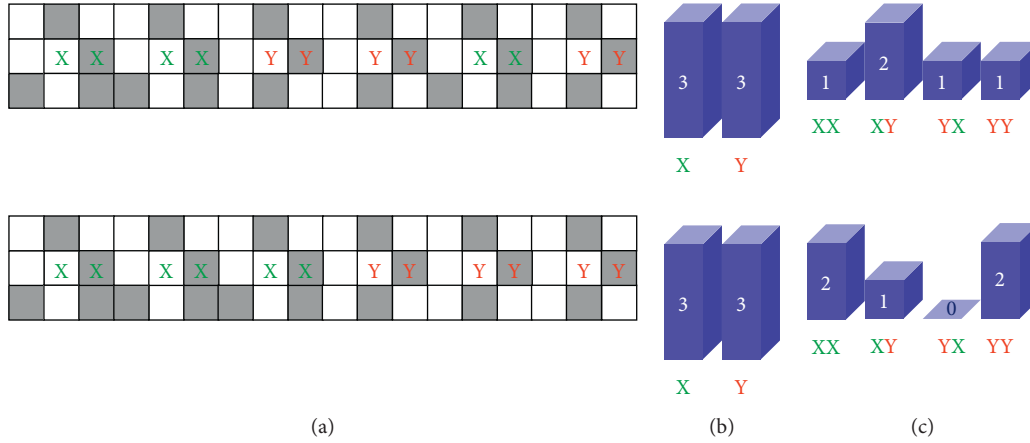 X X X X Y Y Y Y X X Y Y
3 3
X Y
1 2 1 1
XX XY YX YY
X X X X X X Y Y Y Y Y Y
3 3
X Y
2 1 0 2
XX XY YX YY
(a) (b) (c)